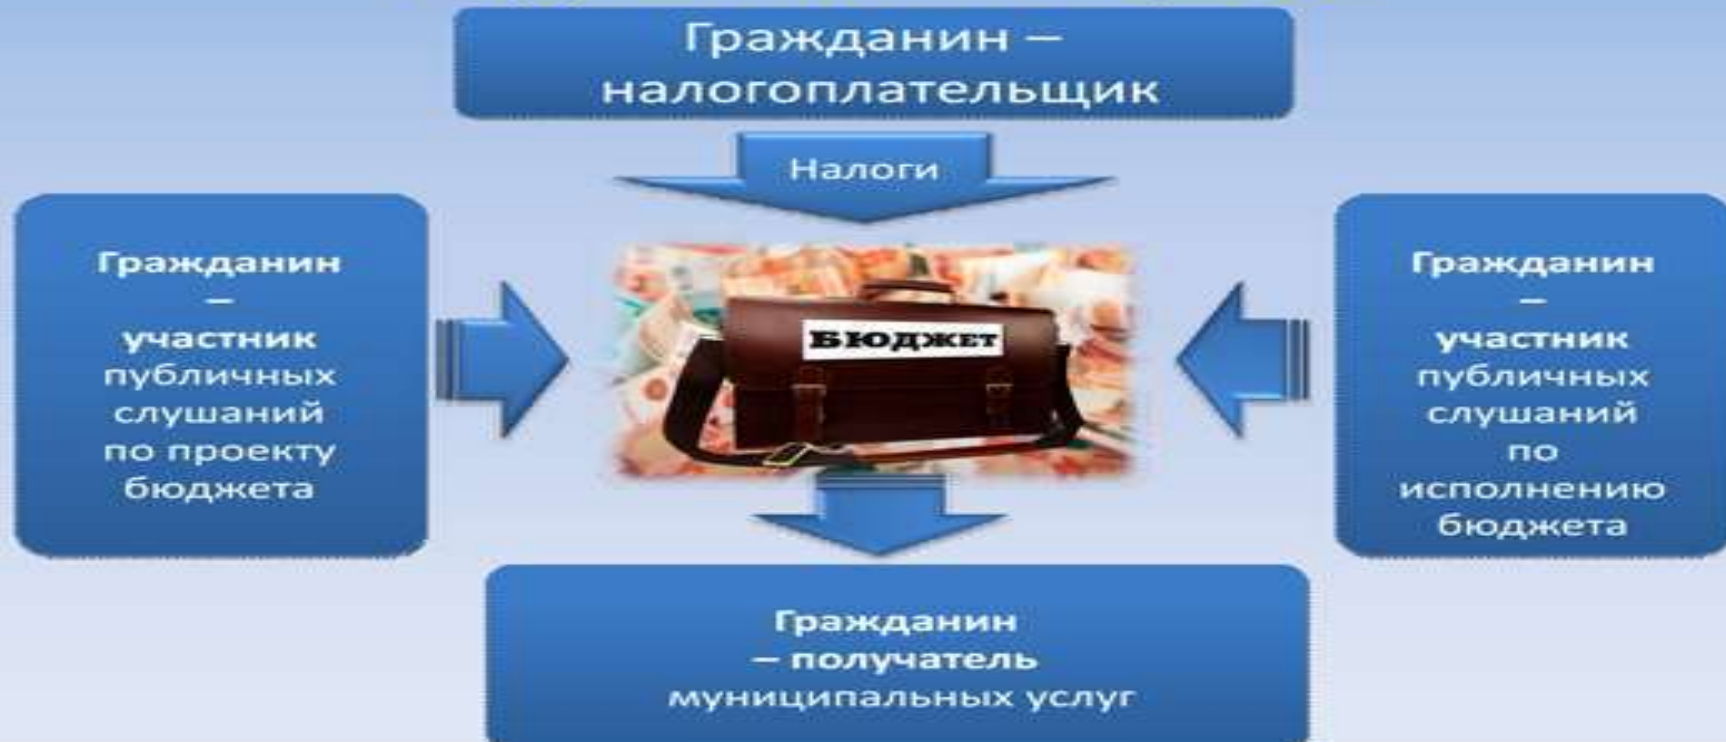 Гражданин –
налогоплательщик
Налоги
Гражданин
–
участник
публичных
слушаний
по проекту
бюджета
БЮДЖЕТ
Гражданин
–
участник
публичных
слушаний
по
исполнению
бюджета
Гражданин
– получатель
муниципальных услуг